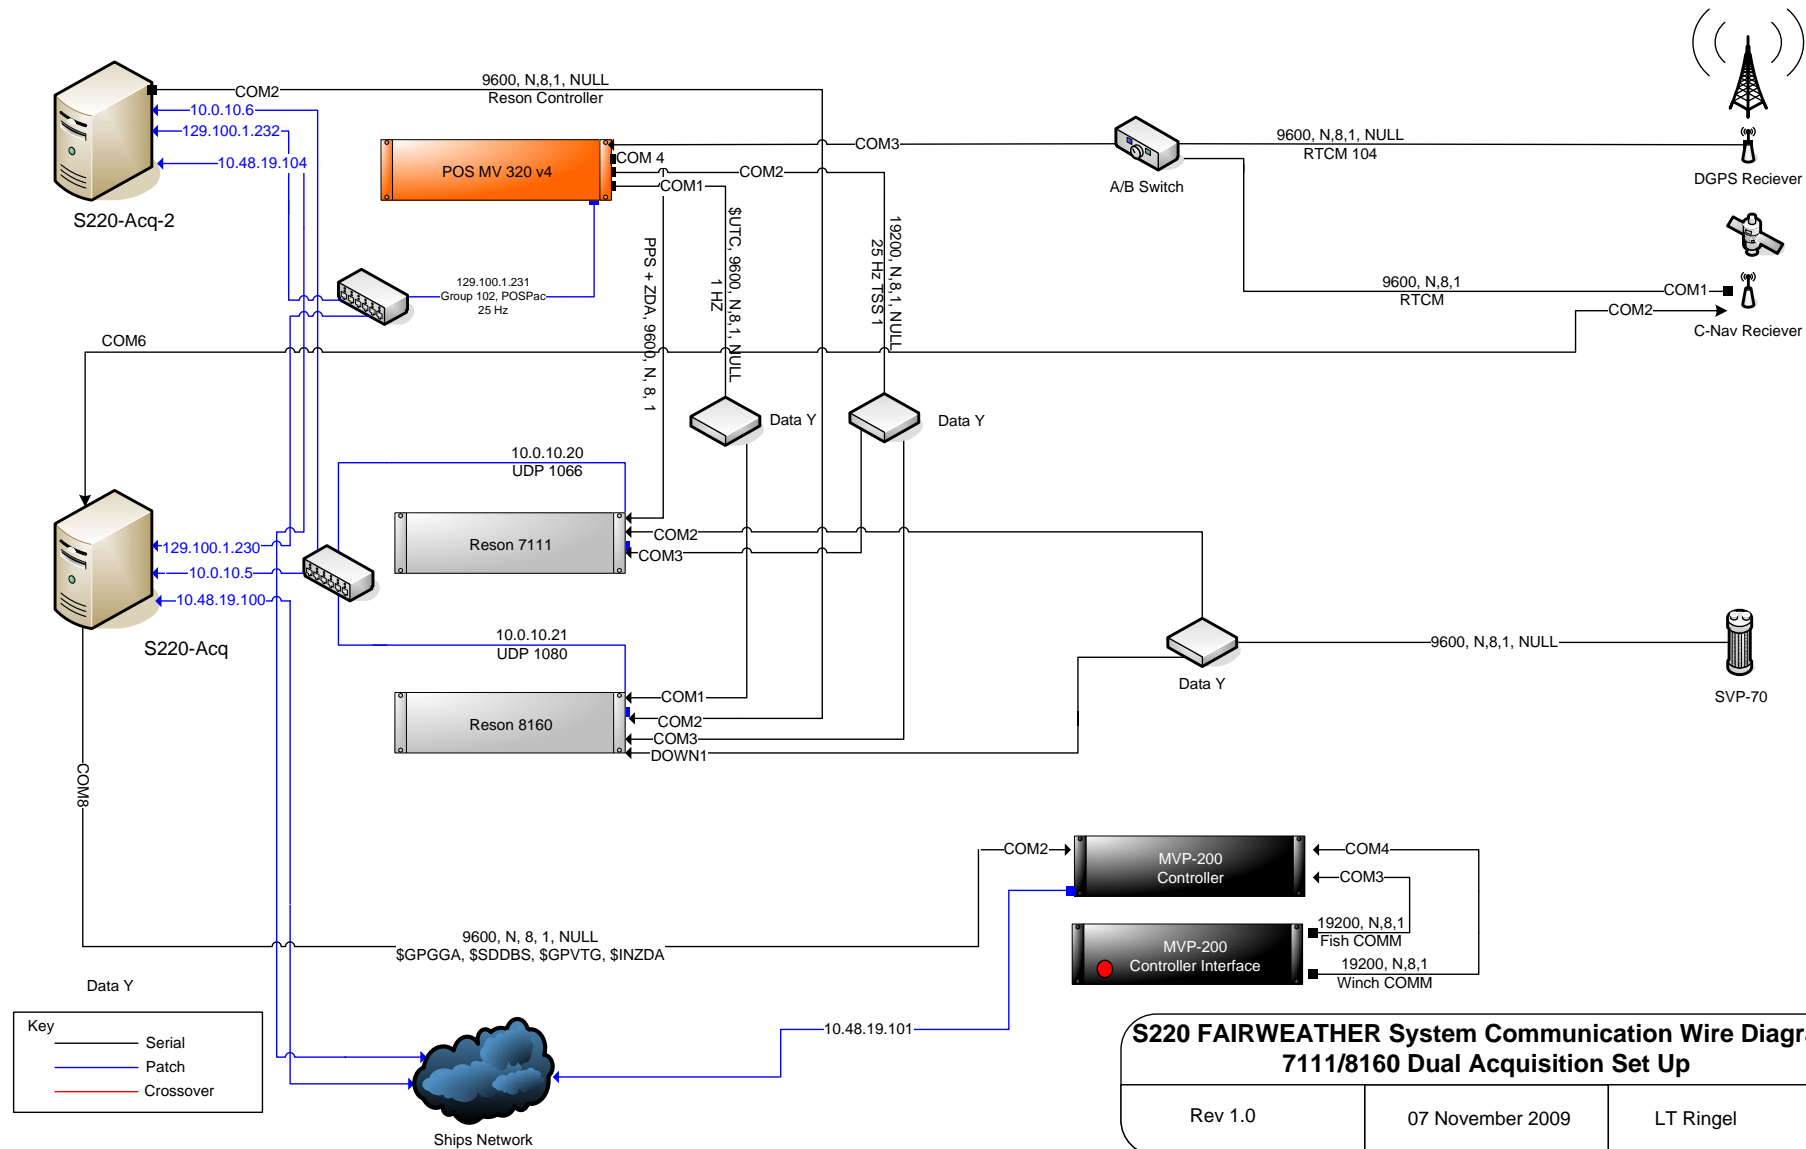 9600, N,8,1, NULL
Reson Controller
COM2
10.0.10.6
129.100.1.232
10.48.19.104
S220-Acq-2
POS MV 320 v4
COM 4
COM2
COM1
COM3
A/B Switch
9600, N,8,1, NULL
RTCM 104
DGPS Reciever
129.100.1.231
Group 102, POSPac
25 Hz
PPS + ZDA, 9600, N, 8, 1
$UTC, 9600, N,8,1, NULL
1 HZ
19200, N,8,1, NULL
25 Hz TSS 1
9600, N,8,1
RTCM
COM1
COM2
C-Nav Reciever
COM6
Data Y
Data Y
10.0.10.20
UDP 1066
Reson 7111
COM2
COM3
129.100.1.230
10.0.10.5
10.48.19.100
S220-Acq
10.0.10.21
UDP 1080
Reson 8160
COM1
COM2
COM3
DOWN1
Data Y
9600, N,8,1, NULL
SVP-70
COM8
COM2
MVP-200
Controller
COM4
COM3
19200, N,8,1
Fish COMM
MVP-200
Controller Interface
19200, N,8,1
Winch COMM
9600, N, 8, 1, NULL
$GPGGA, $SDDBS, $GPVTG, $INZDA
Data Y
Key
Serial
Patch
Crossover
10.48.19.101
Ships Network
S220 FAIRWEATHER System Communication Wire Diagra
7111/8160 Dual Acquisition Set Up
Rev 1.0
07 November 2009
LT Ringel